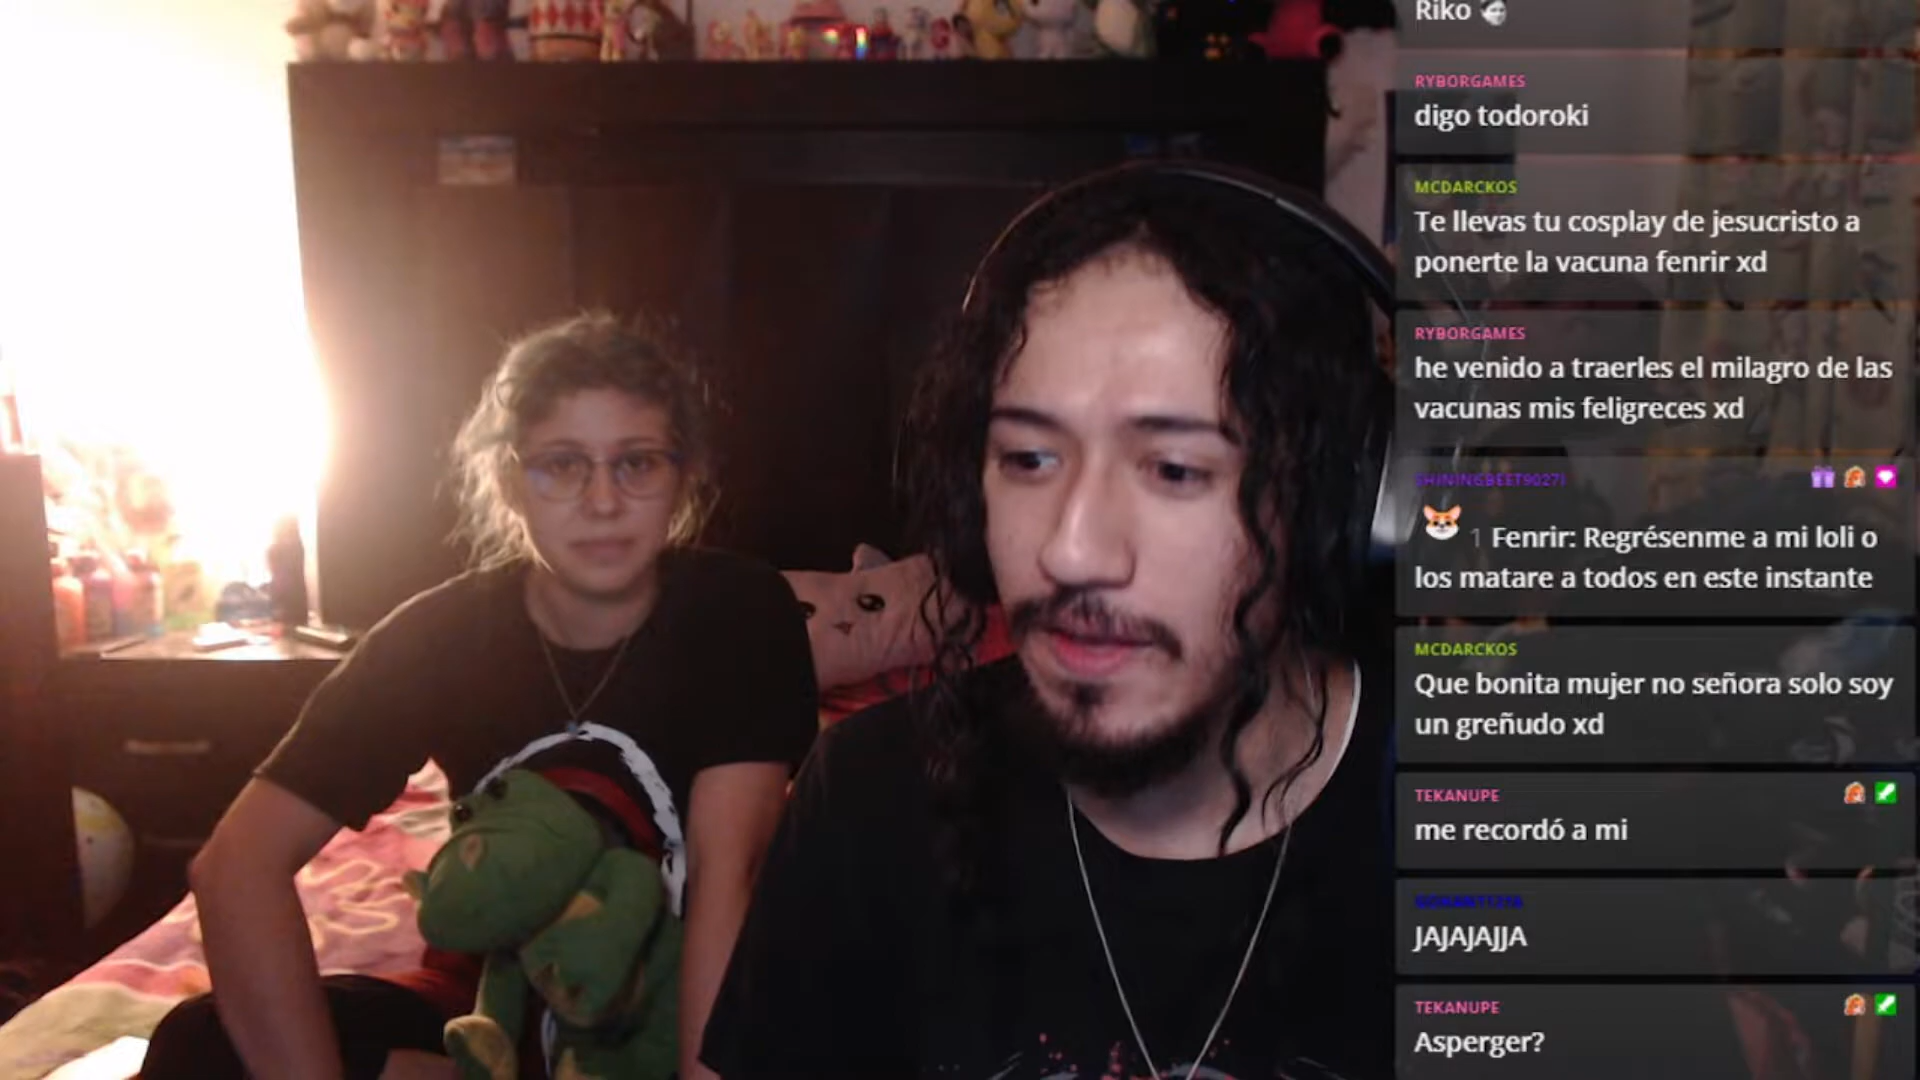 Riko
RYBORGAMES
digo todoroki
MCDARCKOS
Te llevas tu cosplay de jesucristo a
ponerte la vacuna fenrir xd
RYBORGAMES
he venido a traerles el milagro de las
vacunas mis feligreces xd
SHININGBEET90271
1 Fenrir: Regrésenme a mi loli o
los matare a todos en este instante
MCDARCKOS
Que bonita mujer no señora solo soy
un greñudo xd
TEKANUPE
me recordó a mi
JAJAJAJJA
TEKANUPE
Asperger?